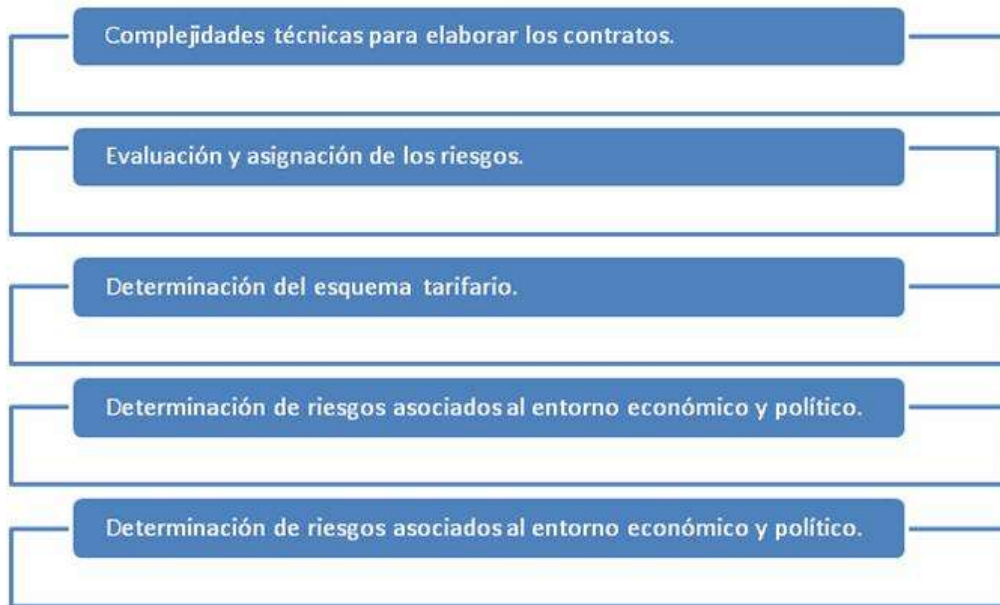 Complejidades técnicas para elaborar los contratos.
Evaluación y asignación de los riesgos.
Determinación del esquema tarifario.
Determinación de riesgos asociados al entorno económico y político.
Determinación de riesgos asociados al entorno económico y político.